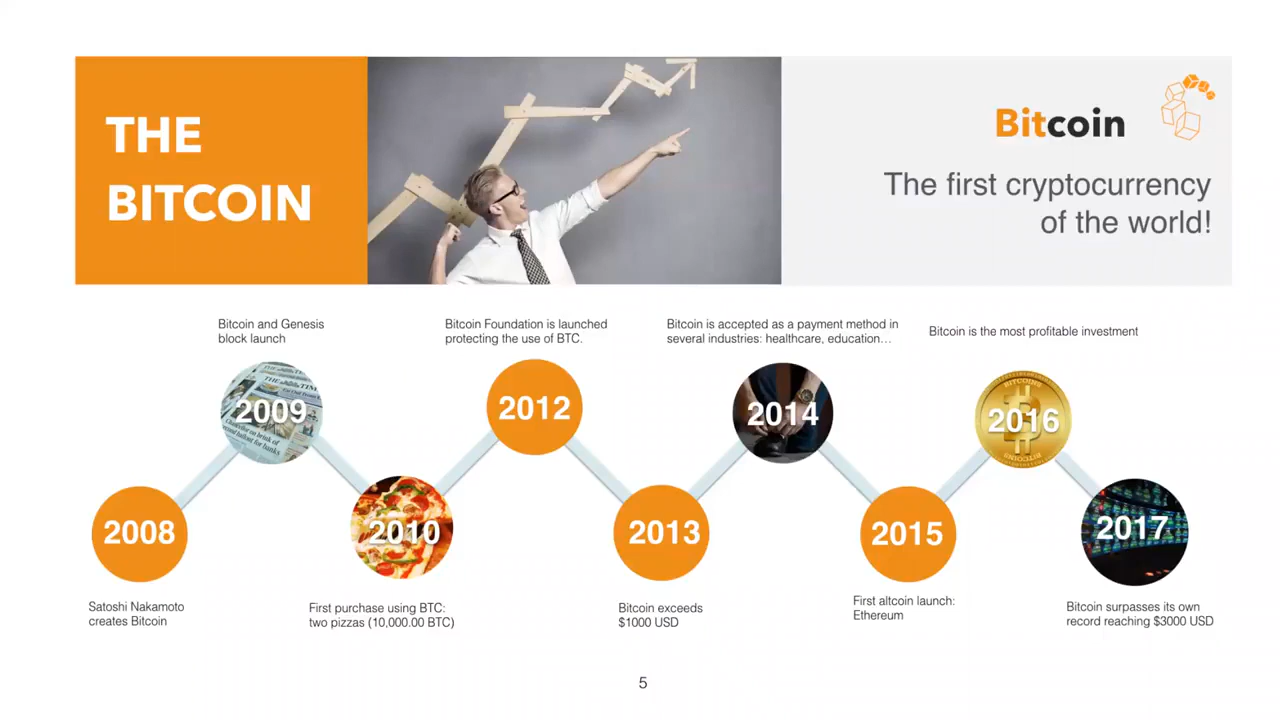 THE
BITCOIN
Bitcoin
The first cryptocurrency
of the world!
Bitcoin and Genesis
block launch
Bitcoin Foundation is launched
protecting the use of BTC.
Bitcoin is accepted as a payment method in
several industries: healthcare, education…
Bitcoin is the most profitable investment
2009
2012
2014
2016
BITCOINS
BITCOINS
2008
2010
2013
2015
2017
Satoshi Nakamoto
creates Bitcoin
First purchase using BTC:
two pizzas (10,000.00 BTC)
Bitcoin exceeds
$1000 USD
First altcoin launch:
Ethereum
Bitcoin surpasses its own
record reaching $3000 USD
5